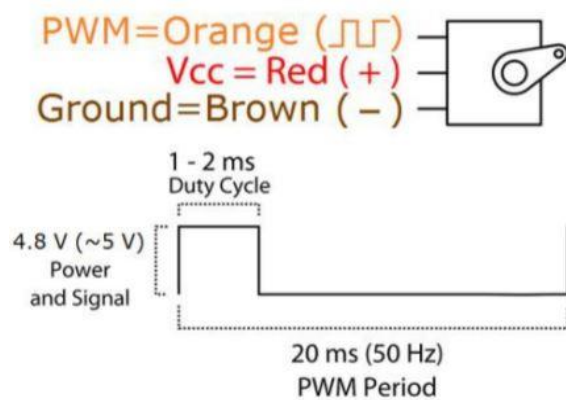 PWM=Orange (⎍⎍)
Vcc = Red (+)
Ground=Brown (−)
1 - 2 ms
Duty Cycle
4.8 V (~5 V)
Power
and Signal
20 ms (50 Hz)
PWM Period